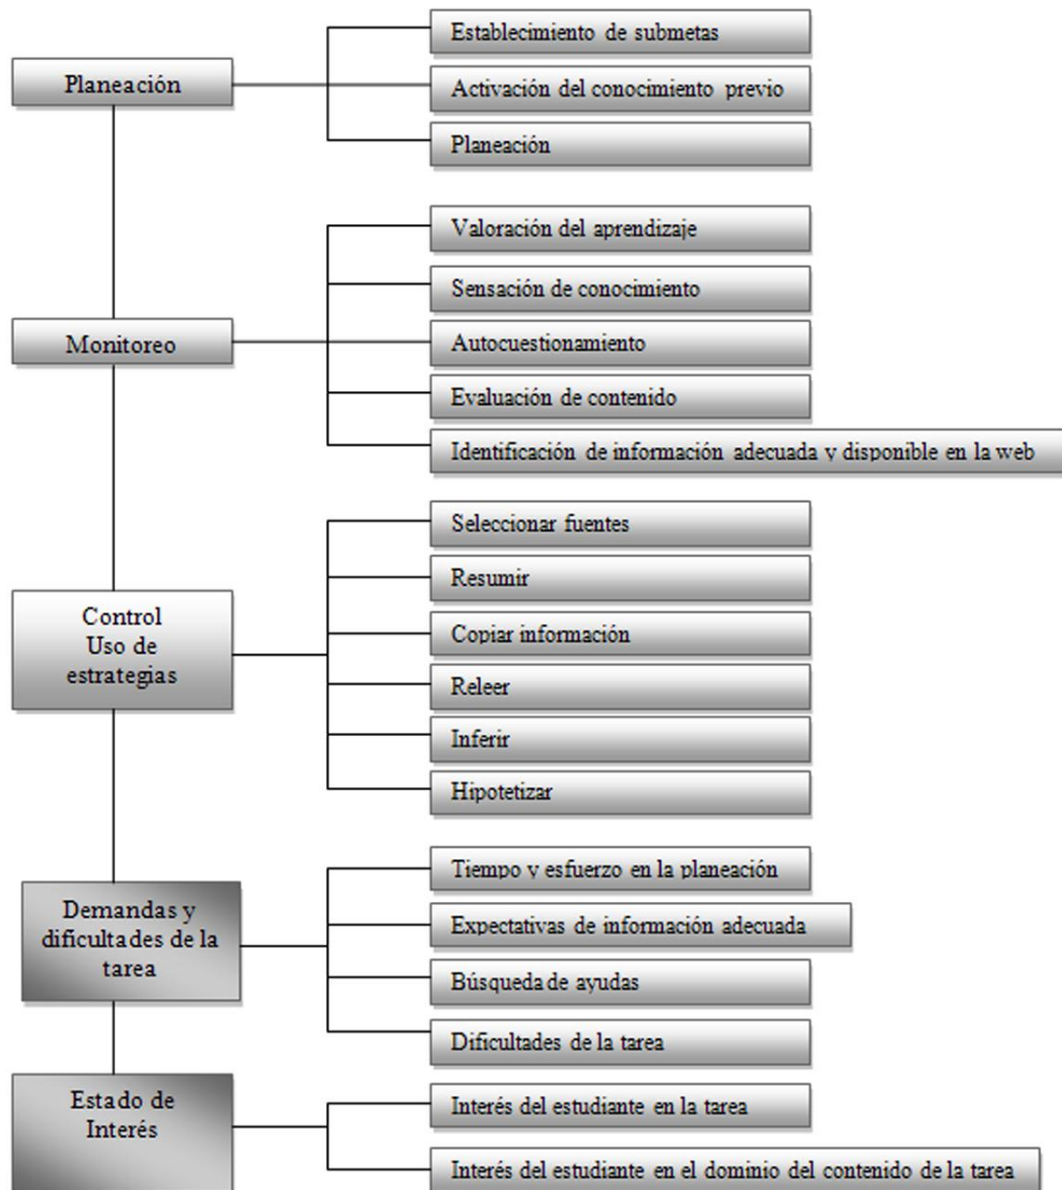 Planeación
Establecimiento de submetas
Activación del conocimiento previo
Planeación
Monitoreo
Valoración del aprendizaje
Sensación de conocimiento
Autocuestionamiento
Evaluación de contenido
Identificación de información adecuada y disponible en la web
Control
Uso de
estrategias
Seleccionar fuentes
Resumir
Copiar información
Releer
Inferir
Hipotetizar
Demandas y
dificultades de la
tarea
Tiempo y esfuerzo en la planeación
Expectativas de información adecuada
Búsqueda de ayudas
Dificultades de la tarea
Estado de
Interés
Interés del estudiante en la tarea
Interés del estudiante en el dominio del contenido de la tarea